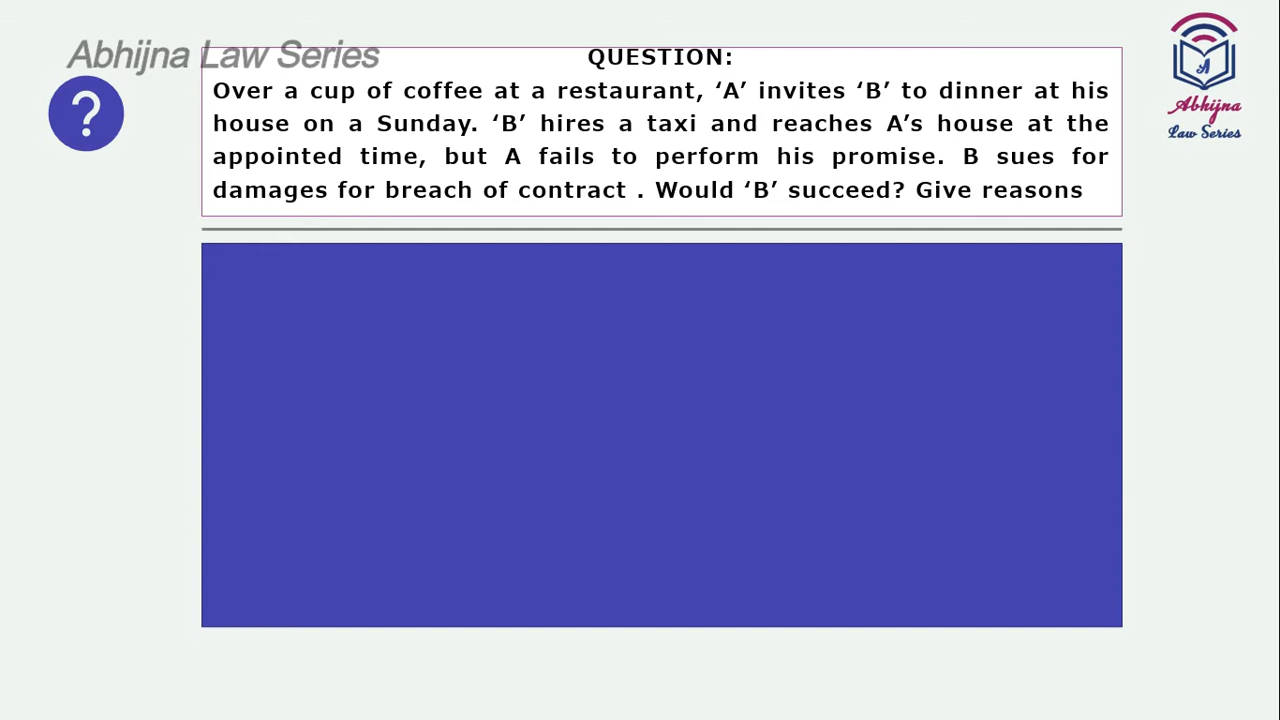 Abhijna Law Series
QUESTION:
Over a cup of coffee at a restaurant, ‘A’ invites ‘B’ to dinner at his
house on a Sunday. ‘B’ hires a taxi and reaches A’s house at the
appointed time, but A fails to perform his promise. B sues for
damages for breach of contract . Would ‘B’ succeed? Give reasons
?
A
Abhijna
Law Series